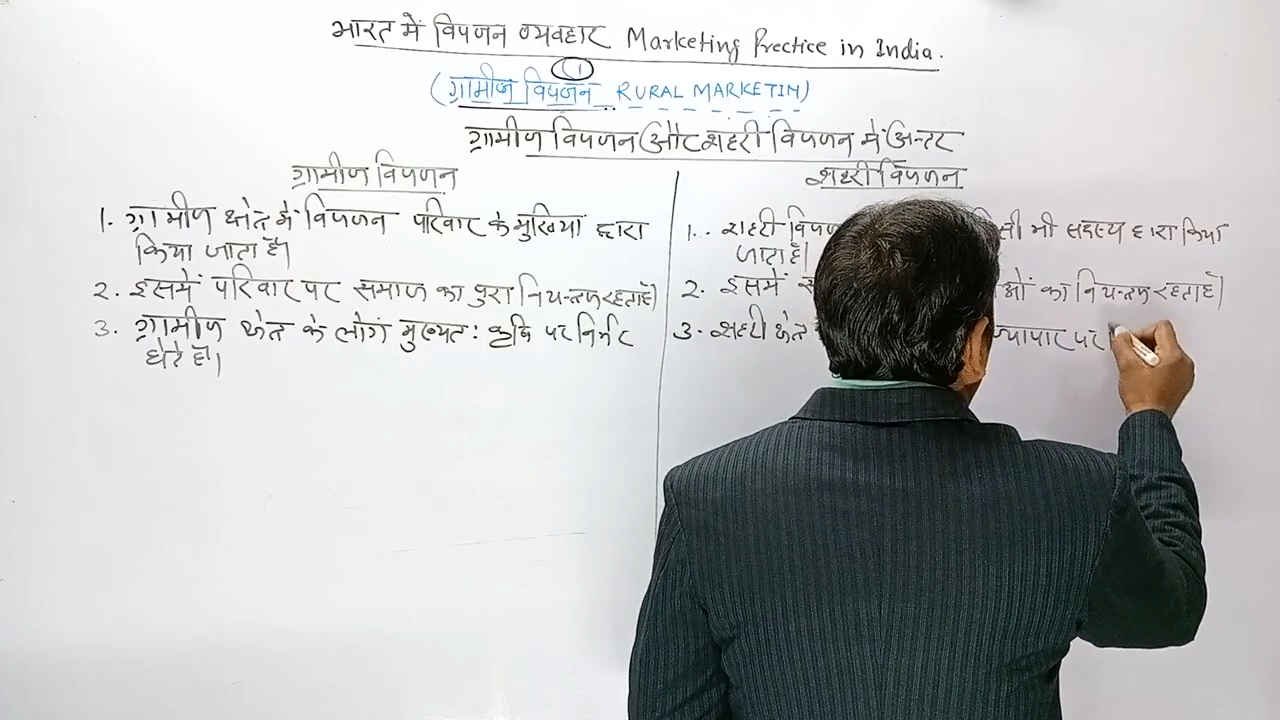 भारत में विपणन व्यवहार Marketing Prectice in India.
1
(ग्रामीण विपणन RURAL MARKETIN)
ग्रामीण विपणन और शहरी विपणन में अन्तर
ग्रामीण विपणन
1. ग्रामीण क्षेत्र में विपणन परिवार के मुखिया द्वारा
किया जाता है।
2. इसमें परिवार पर समाज का पुरा नियन्त्रण रहता है।
3. ग्रामीण क्षेत्र के लोग मुख्यत: कृषि पर निर्भर
होते है।
शहरी विपणन
1.. शहरी भी सदस्य द्वारा किया
जाता है।
2. इसमें का नियन्त्रण रहता है।
3. शहरी क्षेत्र व्यापार पर